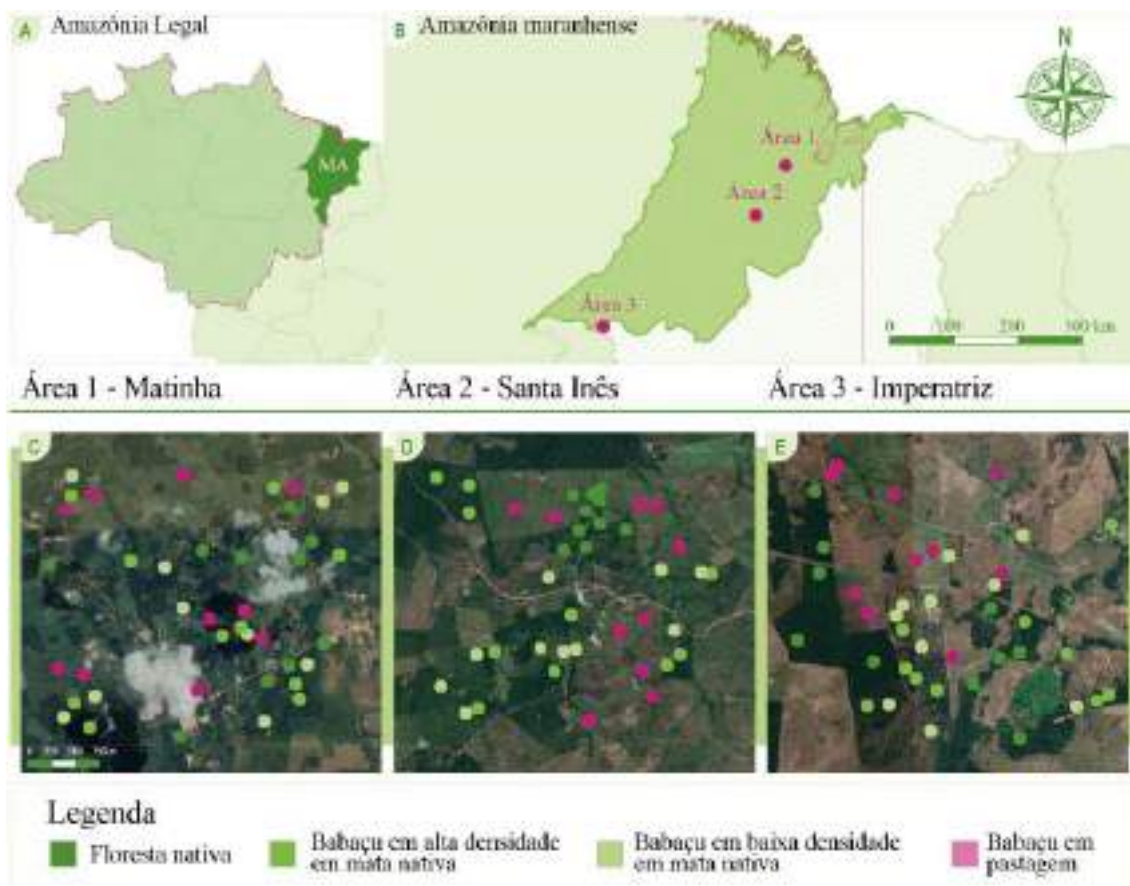 A Amazônia Legal
B Amazônia maranhense
N
MA
Área 1
Área 2
Área 3
0 100 200 300 km
Área 1 - Matinha
Área 2 - Santa Inês
Área 3 - Imperatriz
C
D
E
Legenda
Floresta nativa
Babaçu em alta densidade
em mata nativa
Babaçu em baixa densidade
em mata nativa
Babaçu em
pastagem